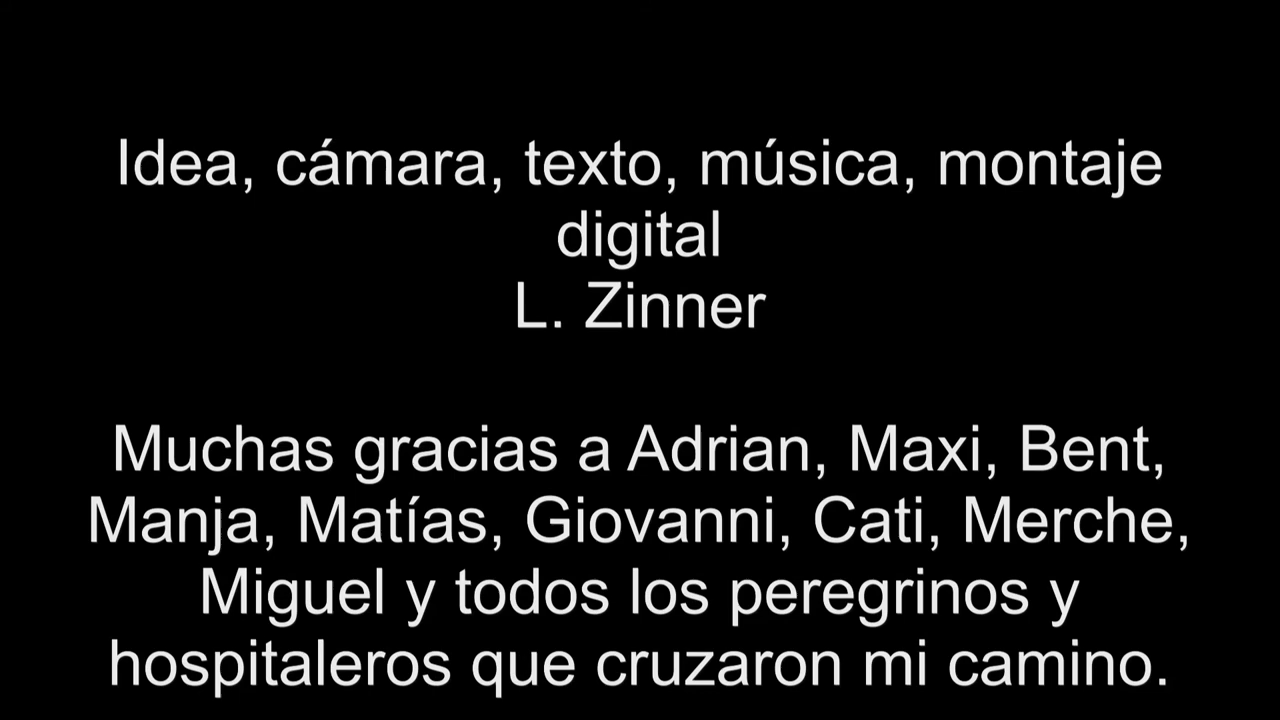 Idea, cámara, texto, música, montaje
digital
L. Zinner
Muchas gracias a Adrian, Maxi, Bent,
Manja, Matías, Giovanni, Cati, Merche,
Miguel y todos los peregrinos y
hospitaleros que cruzaron mi camino.